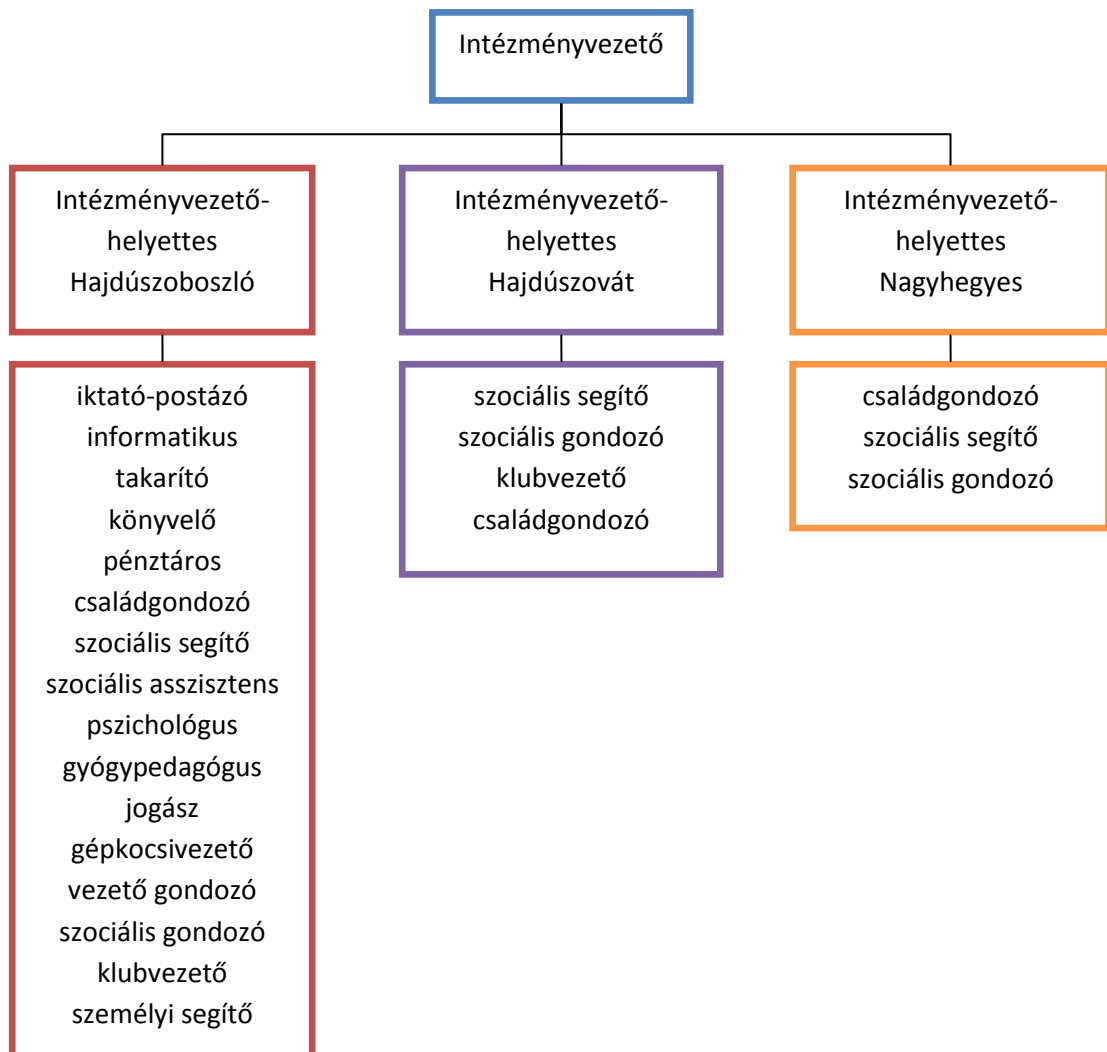 Intézményvezető
Intézményvezető-
helyettes
Hajdúszoboszló
Intézményvezető-
helyettes
Hajdúszovát
Intézményvezető-
helyettes
Nagyhegyes
iktató-postázó
informatikus
takarító
könyvelő
pénztáros
családgondozó
szociális segítő
szociális asszisztens
pszichológus
gyógypedagógus
jogász
gépkocsivezető
vezető gondozó
szociális gondozó
klubvezető
személyi segítő
szociális segítő
szociális gondozó
klubvezető
családgondozó
családgondozó
szociális segítő
szociális gondozó